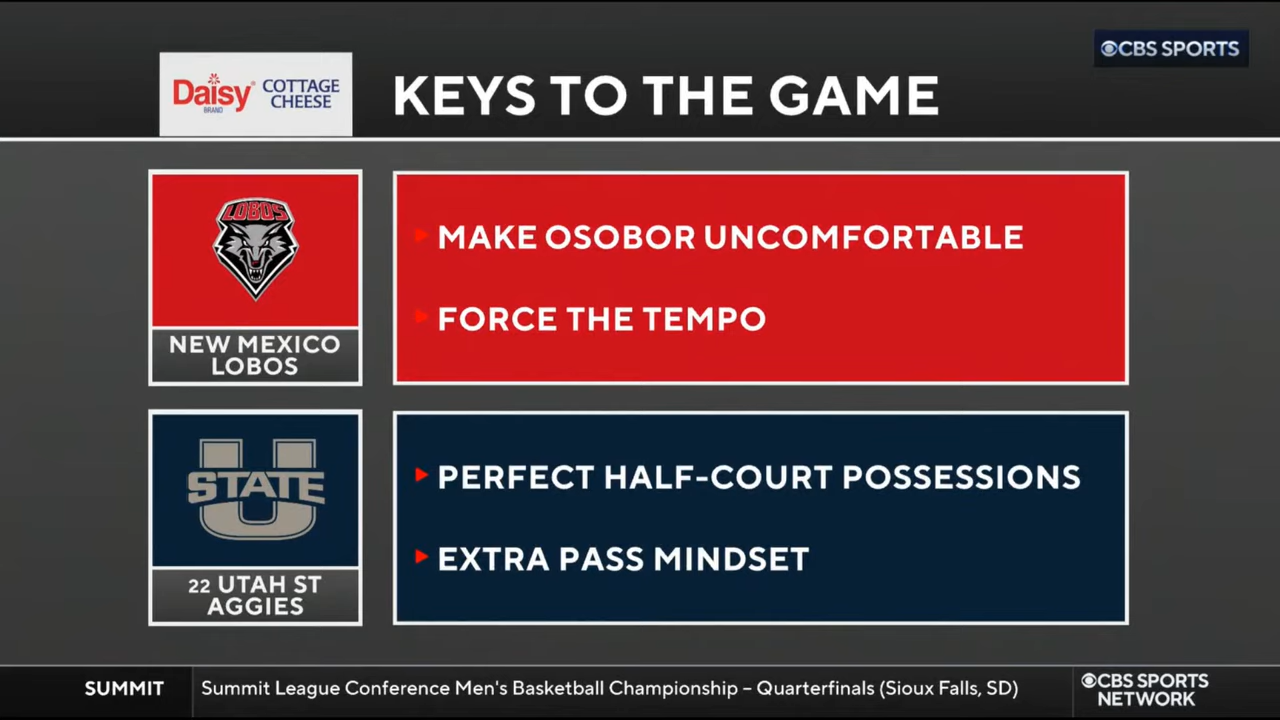 Daisy
BRAND
COTTAGE
CHEESE
KEYS TO THE GAME
CBS SPORTS
LOBOS
NEW MEXICO
LOBOS
MAKE OSOBOR UNCOMFORTABLE
FORCE THE TEMPO
U
STATE
22 UTAH ST
AGGIES
PERFECT HALF-COURT POSSESSIONS
EXTRA PASS MINDSET
SUMMIT
Summit League Conference Men's Basketball Championship – Quarterfinals (Sioux Falls, SD)
CBS SPORTS
NETWORK